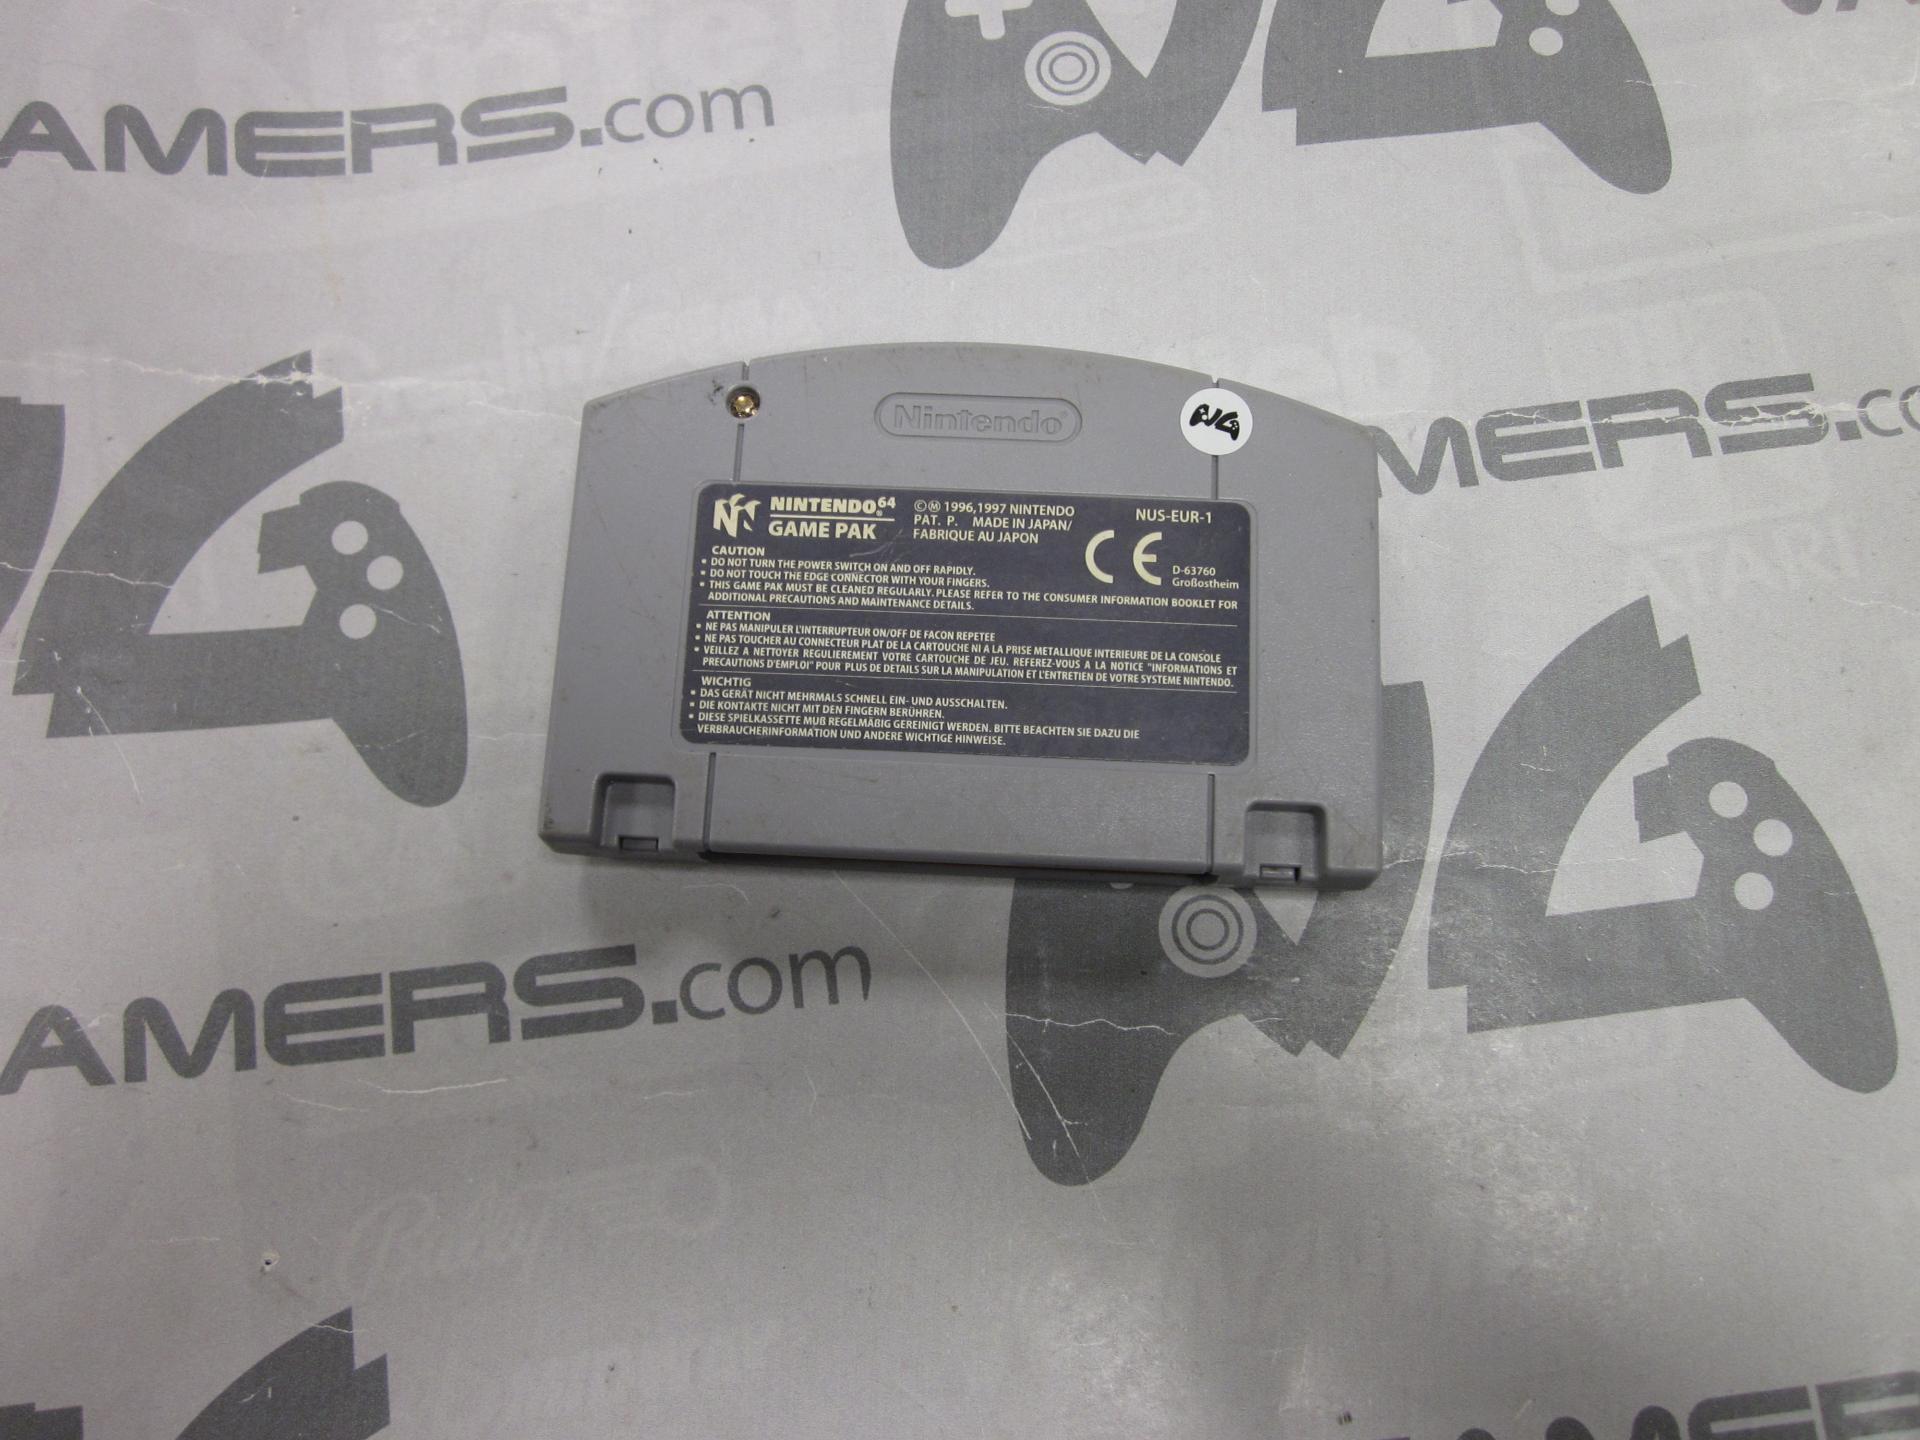 AMERS.com
Nintendo®
NINTENDO64
GAME PAK
©Ⓜ 1996,1997 NINTENDO
PAT. P. MADE IN JAPAN/
FABRIQUE AU JAPON
NUS-EUR-1
CE
D-63760
Großostheim
CAUTION
• DO NOT TURN THE POWER SWITCH ON AND OFF RAPIDLY.
• DO NOT TOUCH THE EDGE CONNECTOR WITH YOUR FINGERS.
• THIS GAME PAK MUST BE CLEANED REGULARLY. PLEASE REFER TO THE CONSUMER INFORMATION BOOKLET FOR
ADDITIONAL PRECAUTIONS AND MAINTENANCE DETAILS.
ATTENTION
• NE PAS MANIPULER L'INTERRUPTEUR ON/OFF DE FACON REPETEE
• NE PAS TOUCHER AU CONNECTEUR PLAT DE LA CARTOUCHE NI A LA PRISE METALLIQUE INTERIEURE DE LA CONSOLE
• VEILLEZ A NETTOYER REGULIEREMENT VOTRE CARTOUCHE DE JEU. REFEREZ-VOUS A LA NOTICE "INFORMATIONS ET
PRECAUTIONS D'EMPLOI" POUR PLUS DE DETAILS SUR LA MANIPULATION ET L'ENTRETIEN DE VOTRE SYSTEME NINTENDO.
WICHTIG
• DAS GERÄT NICHT MEHRMALS SCHNELL EIN- UND AUSSCHALTEN.
• DIE KONTAKTE NICHT MIT DEN FINGERN BERÜHREN.
• DIESE SPIELKASSETTE MUß REGELMÄßIG GEREINIGT WERDEN. BITTE BEACHTEN SIE DAZU DIE
VERBRAUCHERINFORMATION UND ANDERE WICHTIGE HINWEISE.
AMERS.co
AMERS.com
AMERS